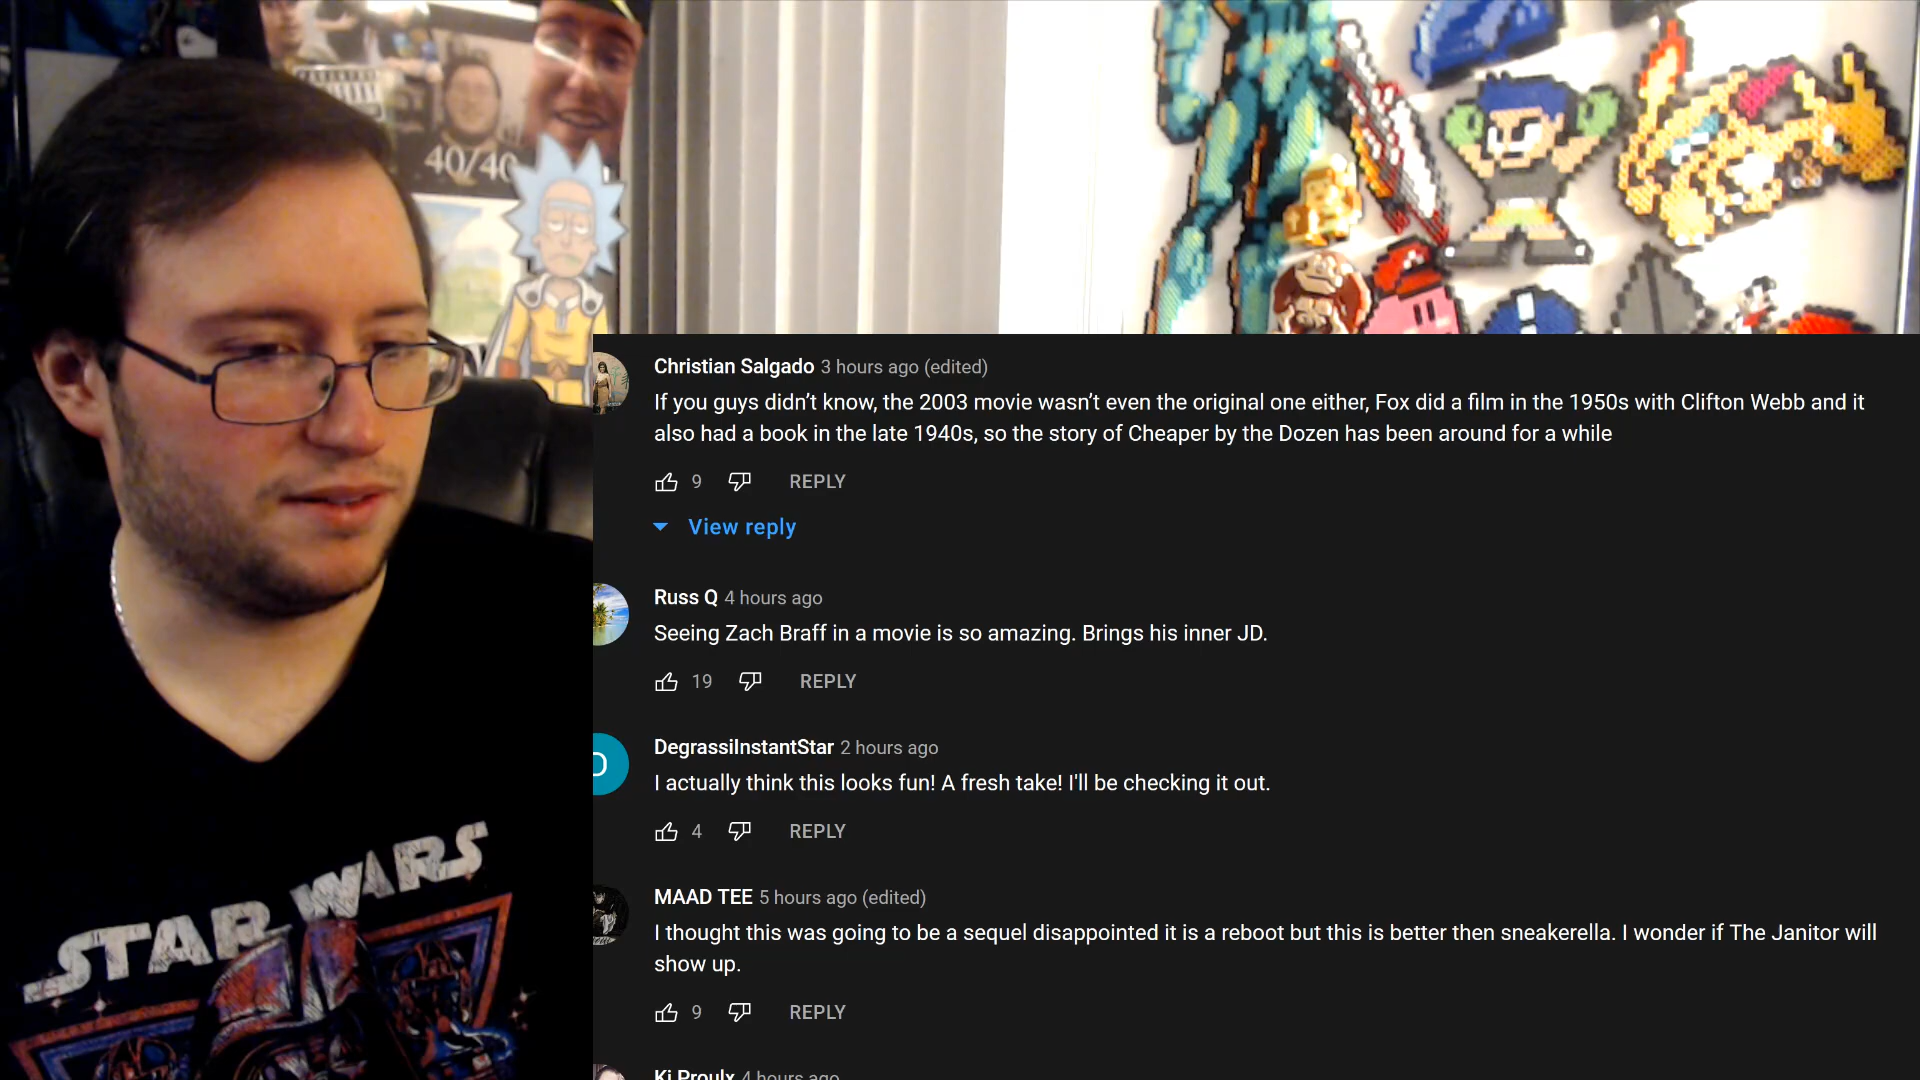 40/40
Christian Salgado 3 hours ago (edited)
If you guys didn’t know, the 2003 movie wasn’t even the original one either, Fox did a film in the 1950s with Clifton Webb and it
also had a book in the late 1940s, so the story of Cheaper by the Dozen has been around for a while
9 REPLY
View reply
Russ Q 4 hours ago
Seeing Zach Braff in a movie is so amazing. Brings his inner JD.
19 REPLY
D
DegrassiInstantStar 2 hours ago
I actually think this looks fun! A fresh take! I'll be checking it out.
4 REPLY
MAAD TEE 5 hours ago (edited)
I thought this was going to be a sequel disappointed it is a reboot but this is better then sneakerella. I wonder if The Janitor will
show up.
9 REPLY
Ki Proulx 4 hours ago
STAR WARS